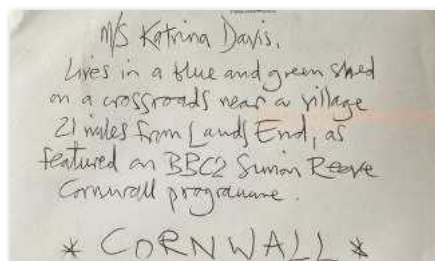 M/S Katrina Davis,
Lives in a blue and green shed
on a crossroads near a village
21 miles from Lands End, as
featured on BBC2 Simon Reeve
Cornwall programme.
* CORNWALL *